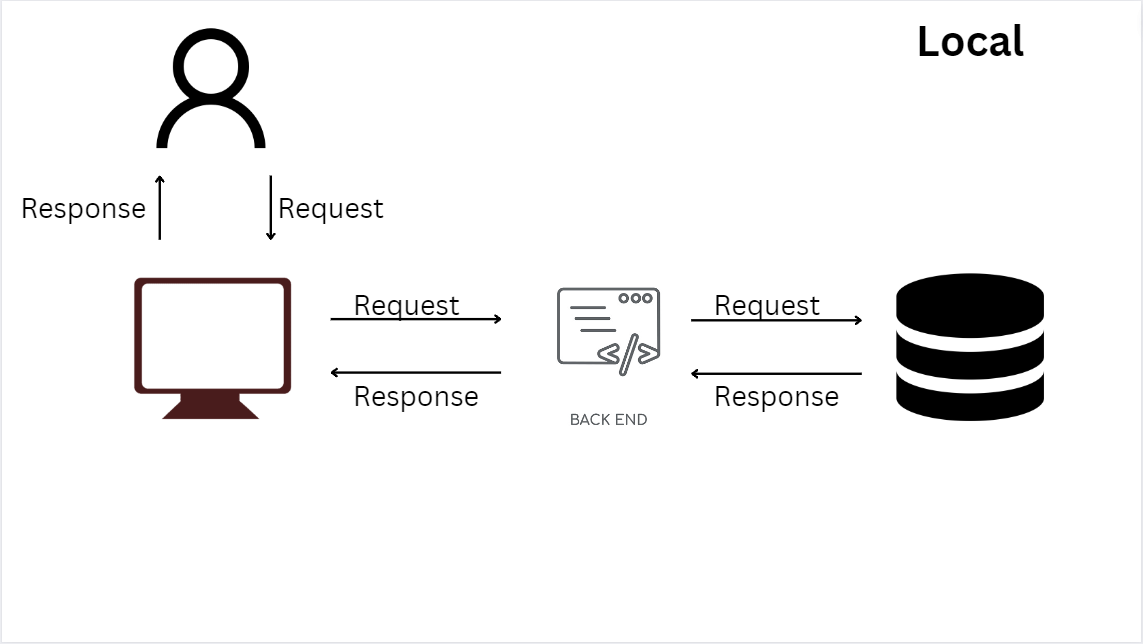 Local
Response
Request
Request
Request
Response
Response
BACK END